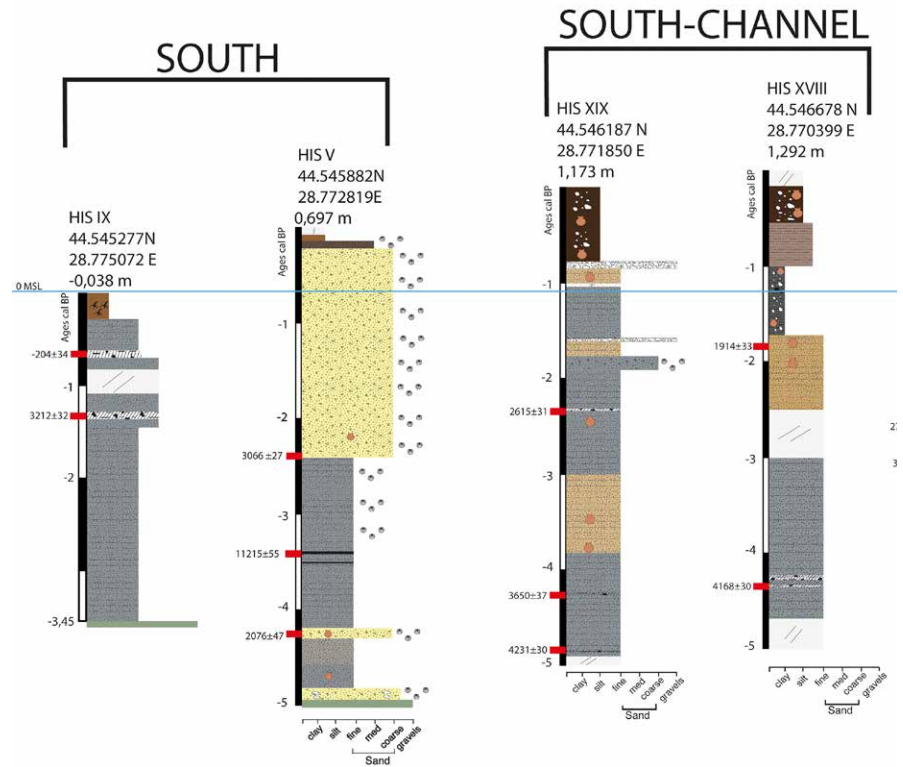 SOUTH
SOUTH-CHANNEL
HIS IX
44.545277N
28.775072 E
-0,038 m
0 MSL
Ages cal BP
-204±34
-1
3212±32
-2
-3,45
HIS V
44.545882N
28.772819E
0,697 m
Ages cal BP
-1
-2
3066±27
-3
11215±55
-4
2076±47
-5
clay
silt
fine
med
coarse
gravels
Sand
HIS XIX
44.546187 N
28.771850 E
1,173 m
Ages cal BP
-1
-2
2615±31
-3
-4
3650±37
4231±30
-5
clay
silt
fine
med
coarse
gravels
Sand
HIS XVIII
44.546678 N
28.770399 E
1,292 m
Ages cal BP
-1
1914±33
-2
-3
-4
4168±30
-5
clay
silt
fine
med
coarse
gravels
Sand
27
3